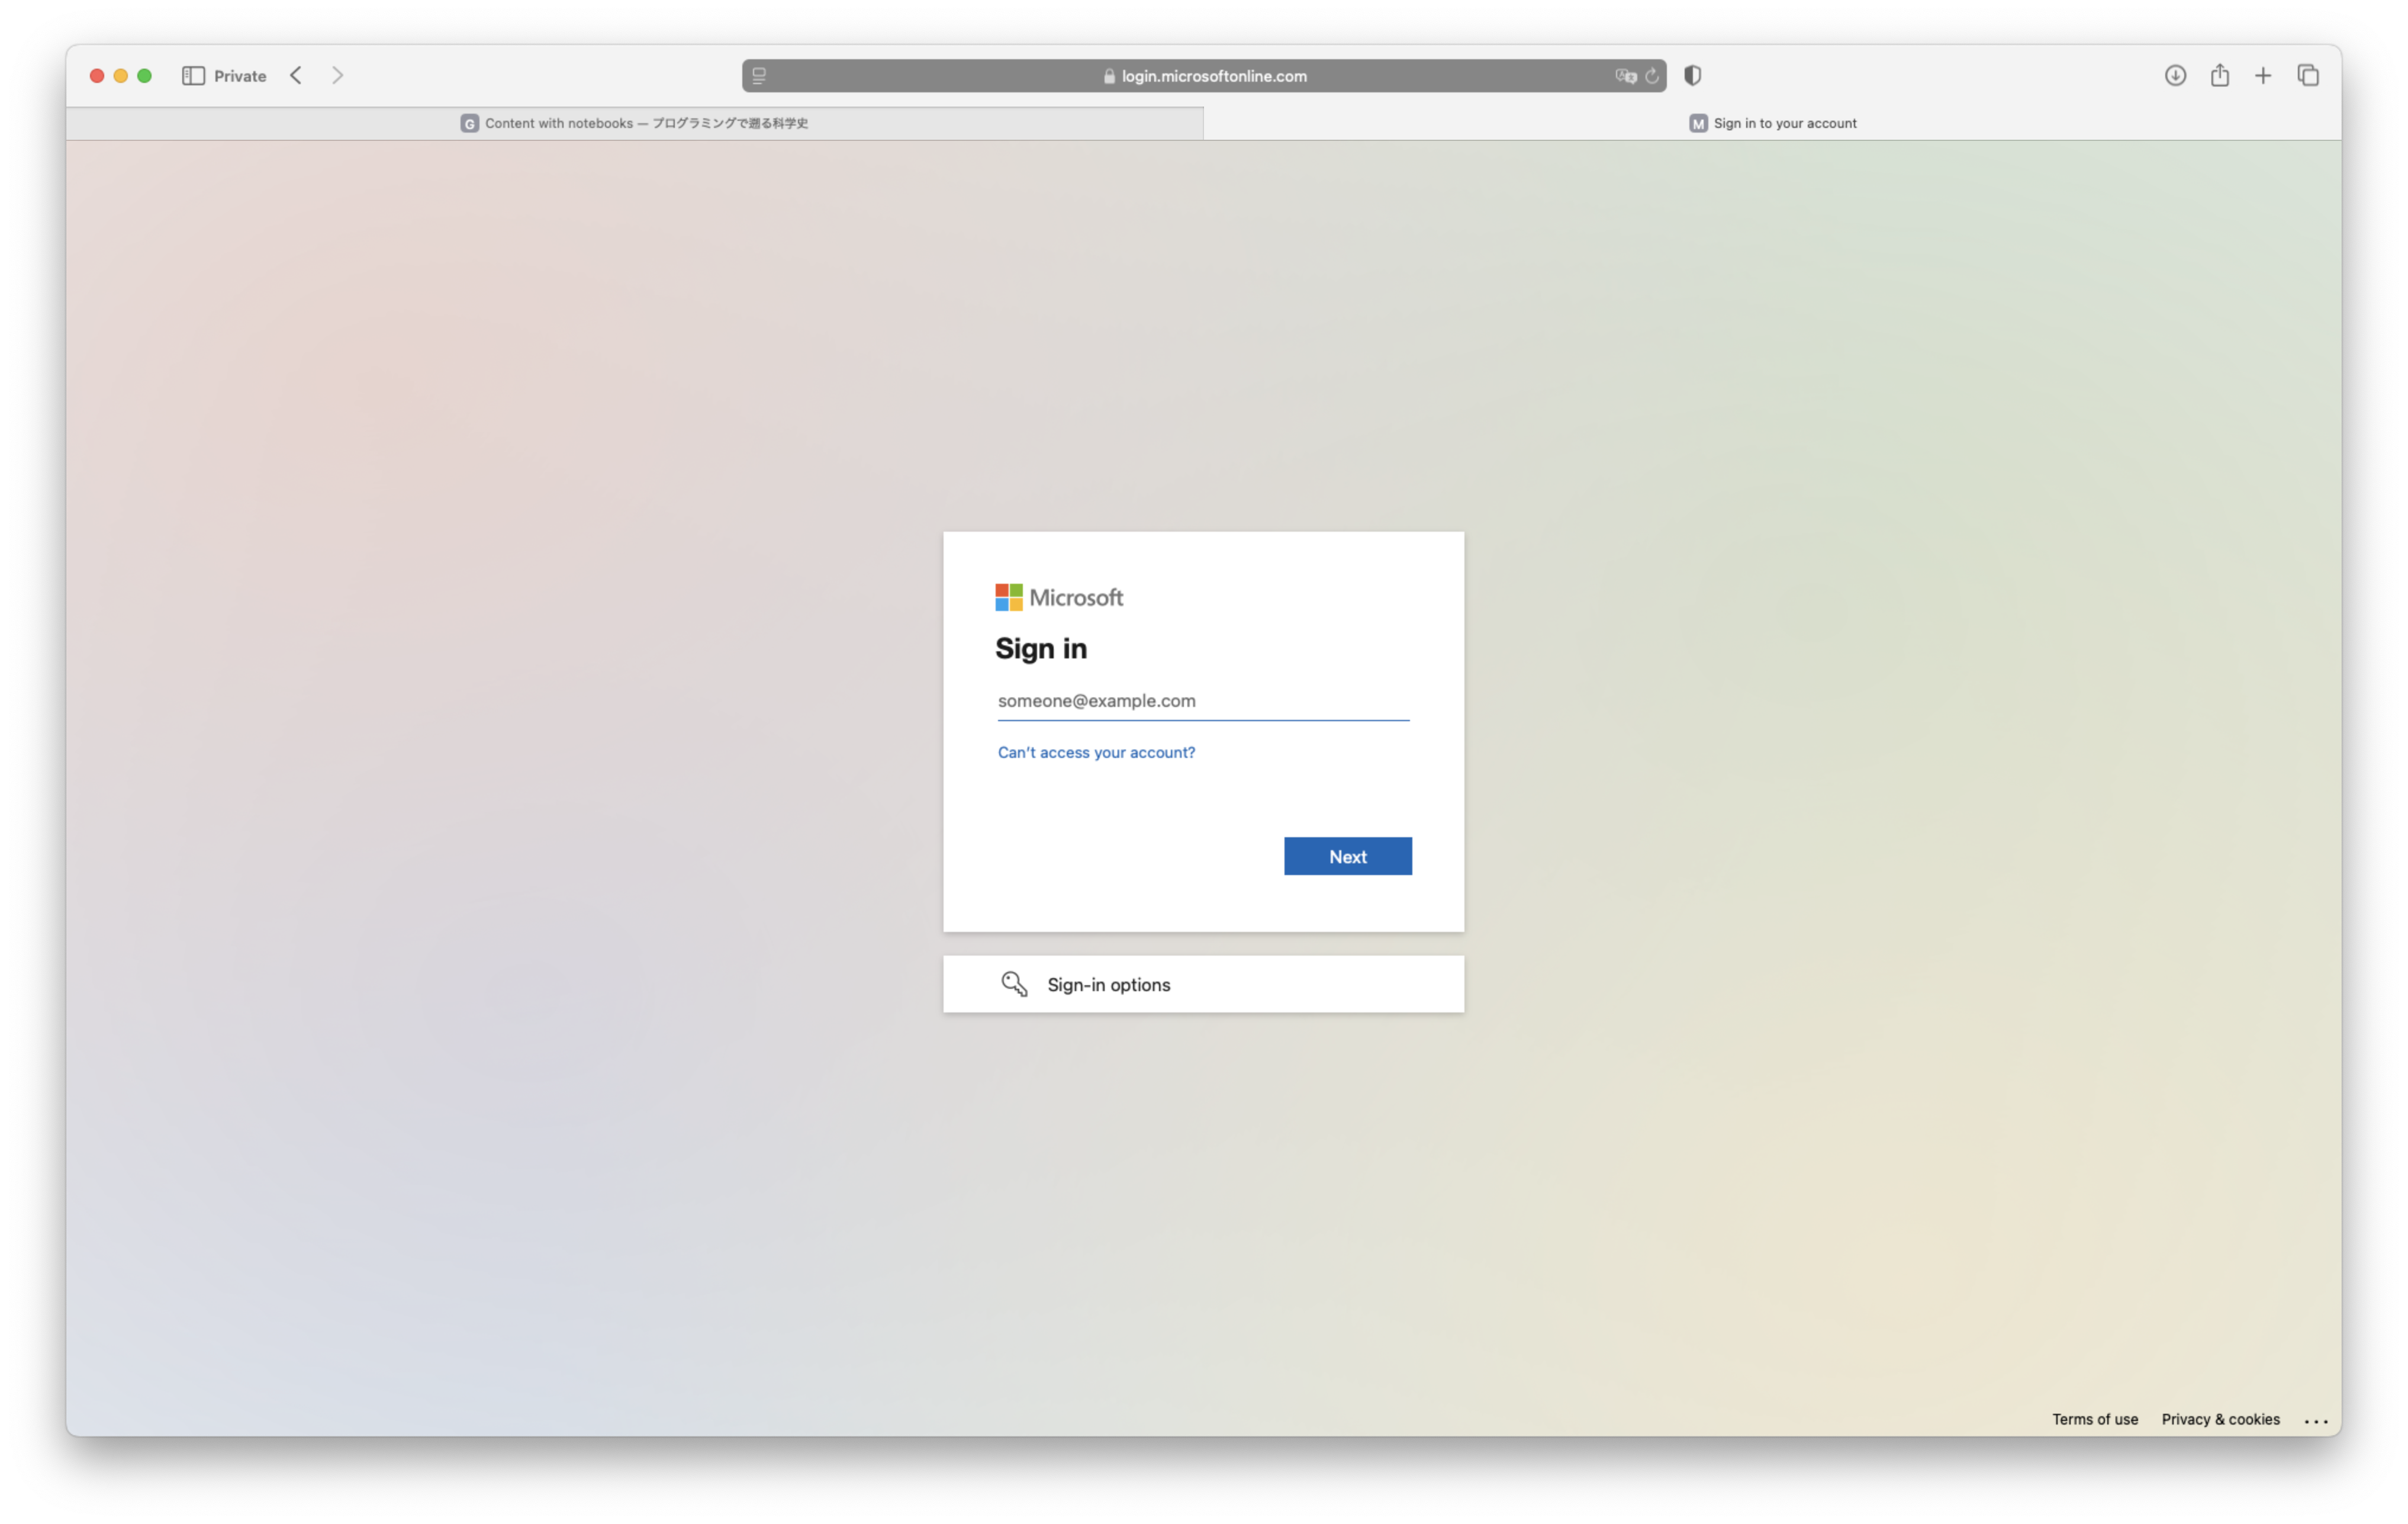 Private
login.microsoftonline.com
G Content with notebooks — プログラミングで遡る科学史
M Sign in to your account
Microsoft
Sign in
someone@example.com
Can't access your account?
Next
Sign-in options
Terms of use Privacy & cookies ...